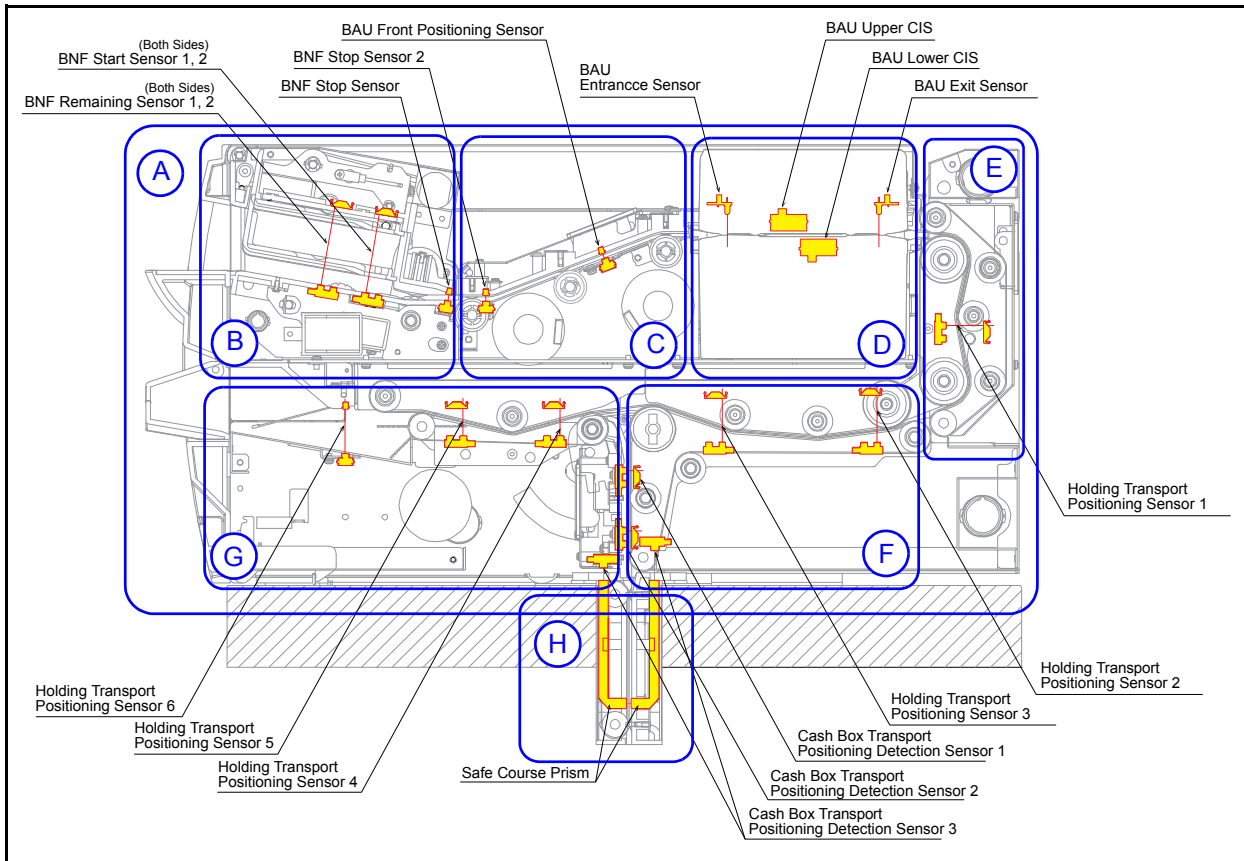 BAU Front Positioning Sensor
(Both Sides)
BNF Start Sensor 1, 2
BNF Stop Sensor 2
(Both Sides)
BNF Remaining Sensor 1, 2
BNF Stop Sensor
BAU
Entrancce Sensor
BAU Upper CIS
BAU Lower CIS
BAU Exit Sensor
A
B
C
D
E
F
G
H
Holding Transport
Positioning Sensor 1
Holding Transport
Positioning Sensor 2
Holding Transport
Positioning Sensor 3
Cash Box Transport
Positioning Detection Sensor 1
Cash Box Transport
Positioning Detection Sensor 2
Cash Box Transport
Positioning Detection Sensor 3
Holding Transport
Positioning Sensor 6
Holding Transport
Positioning Sensor 5
Holding Transport
Positioning Sensor 4
Safe Course Prism